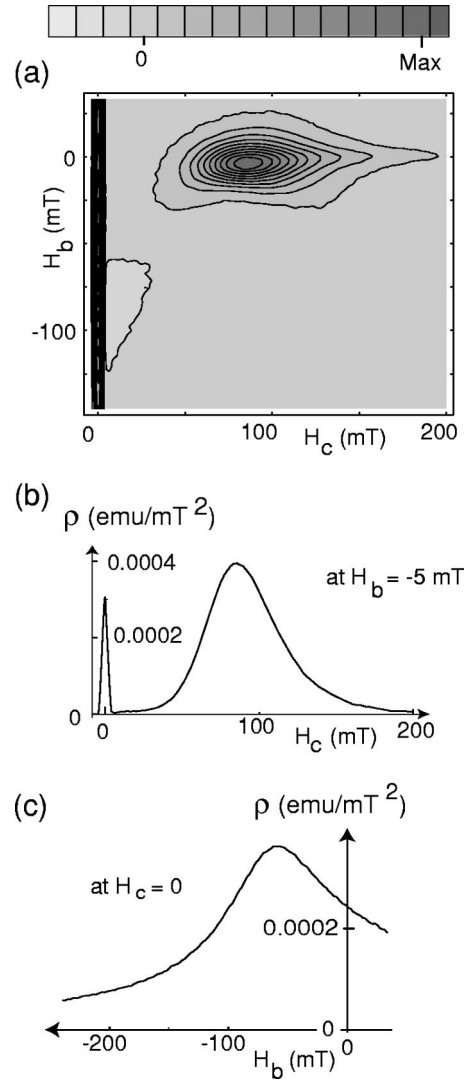 0 Max
(a)
0
H_b (mT)
-100
0 100 200
H_c (mT)
(b)
ρ (emu/mT ²)
0.0004
at H_b = -5 mT
0.0002
0
100 200
0 H_c (mT)
(c)
ρ (emu/mT ²)
at H_c = 0
0.0002
0
-200 -100 0
H_b (mT)